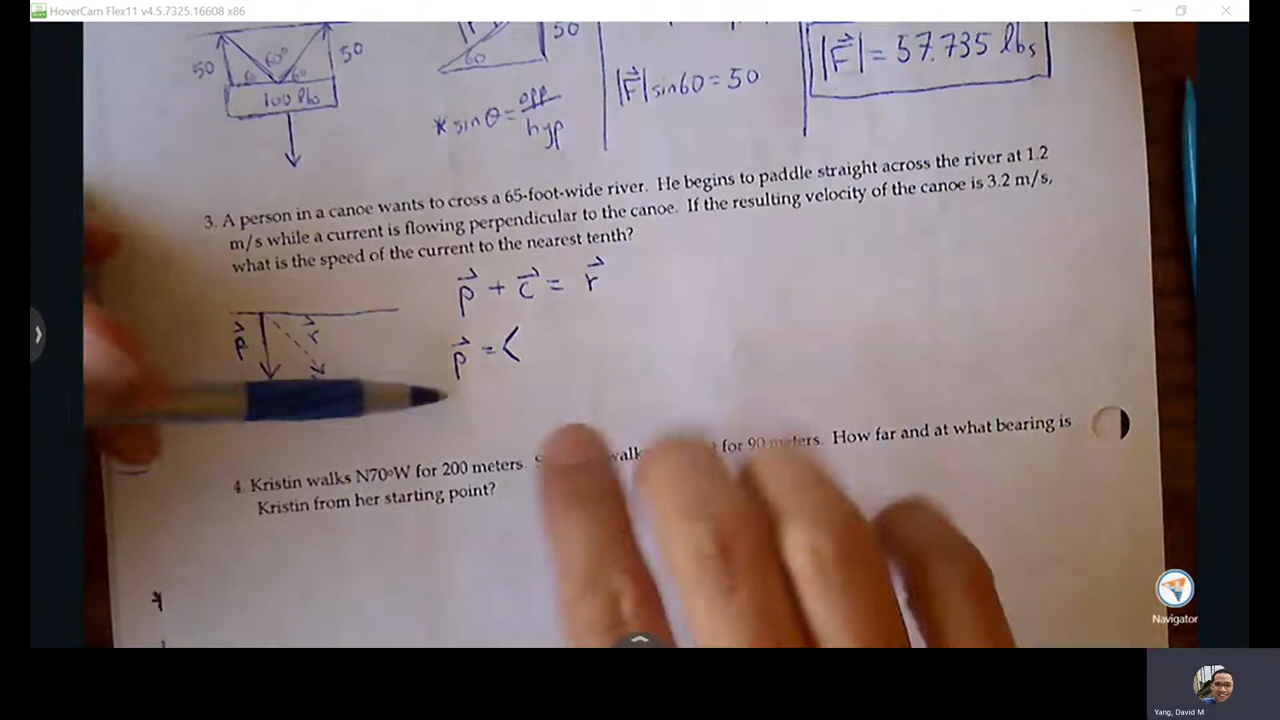 HoverCam Flex11 v4.5.7325.16608 x86
50
60°
60
50
100 lbs
60
50
* sin θ = opp/hyp
|F⃗| sin60 = 50
|F⃗| = 57.735 lbs
3. A person in a canoe wants to cross a 65-foot-wide river. He begins to paddle straight across the river at 1.2
m/s while a current is flowing perpendicular to the canoe. If the resulting velocity of the canoe is 3.2 m/s,
what is the speed of the current to the nearest tenth?
p⃗ + c⃗ = r⃗
p⃗
r⃗
p⃗ = <
4. Kristin walks N70°W for 200 meters.
for 90 meters. How far and at what bearing is
Kristin from her starting point?
Navigator
Yang, David M